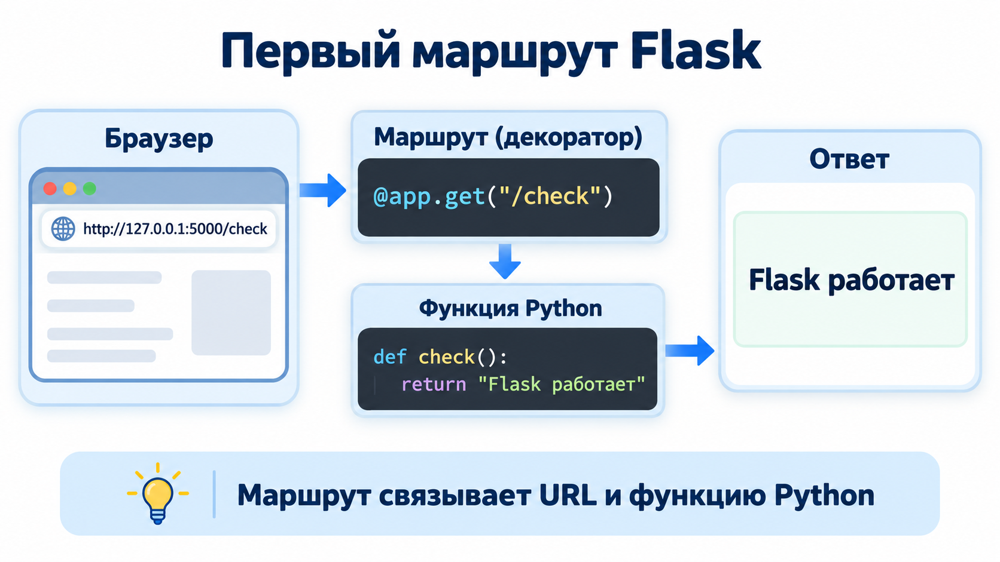 Первый маршрут Flask
Браузер
http://127.0.0.1:5000/check
Маршрут (декоратор)
@app.get("/check")
Функция Python
def check():
return "Flask работает"
Ответ
Flask работает
Маршрут связывает URL и функцию Python